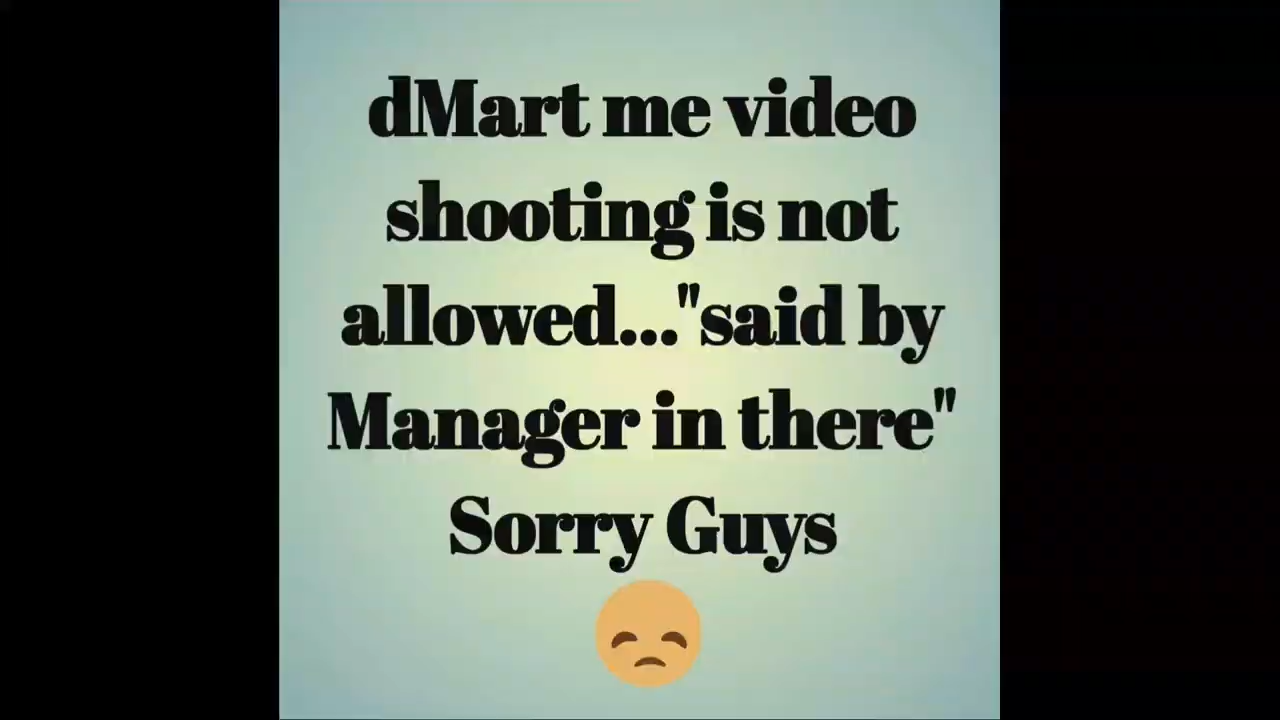 dMart me video
shooting is not
allowed..."said by
Manager in there"
Sorry Guys